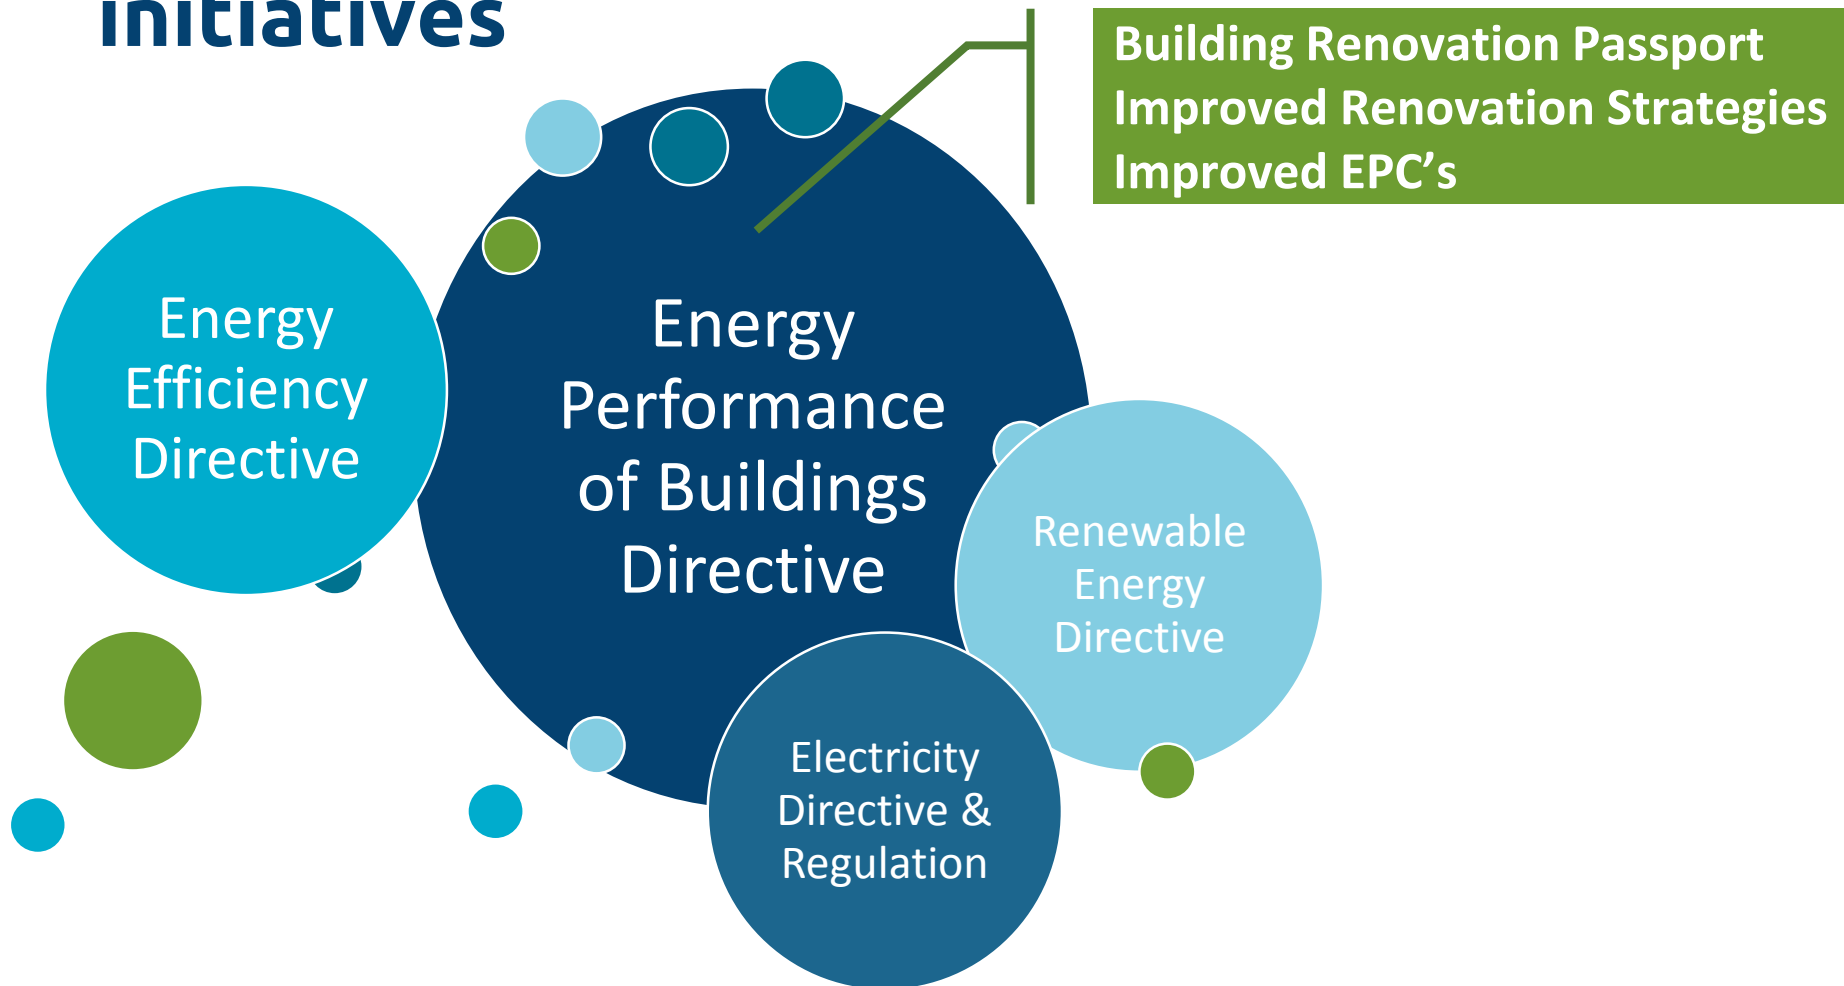 initiatives
Building Renovation Passport
Improved Renovation Strategies
Improved EPC’s
Energy
Efficiency
Directive
Energy
Performance
of Buildings
Directive
Renewable
Energy
Directive
Electricity
Directive &
Regulation